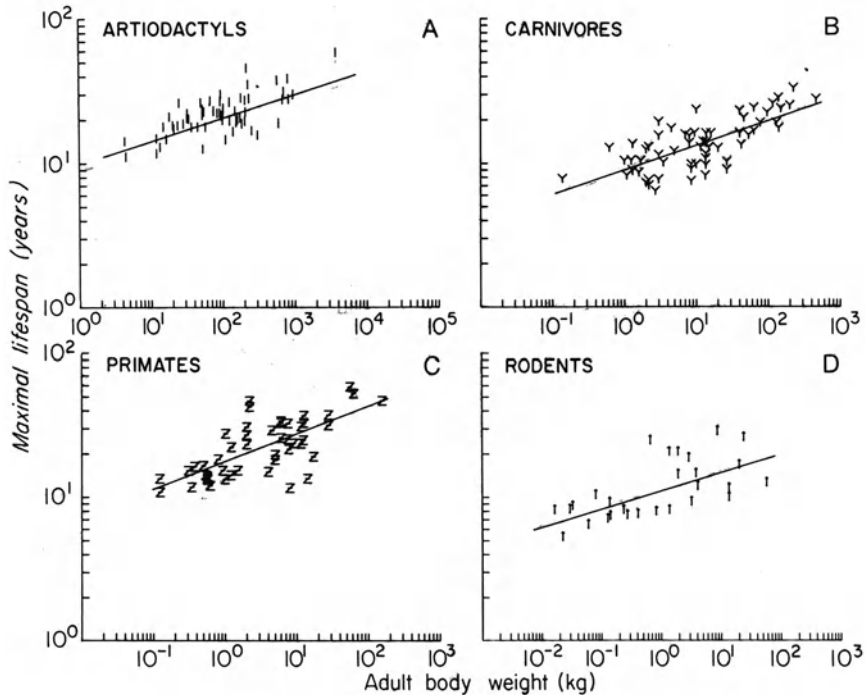 ARTIODACTYLS A
10²
10¹
10⁰
10⁰ 10¹ 10² 10³ 10⁴ 10⁵
CARNIVORES B
10⁻¹ 10⁰ 10¹ 10² 10³
Maximal lifespan (years)
PRIMATES C
10²
10¹
10⁰
10⁻¹ 10⁰ 10¹ 10² 10³
RODENTS D
10⁻² 10⁻¹ 10⁰ 10¹ 10² 10³
Adult body weight (kg)